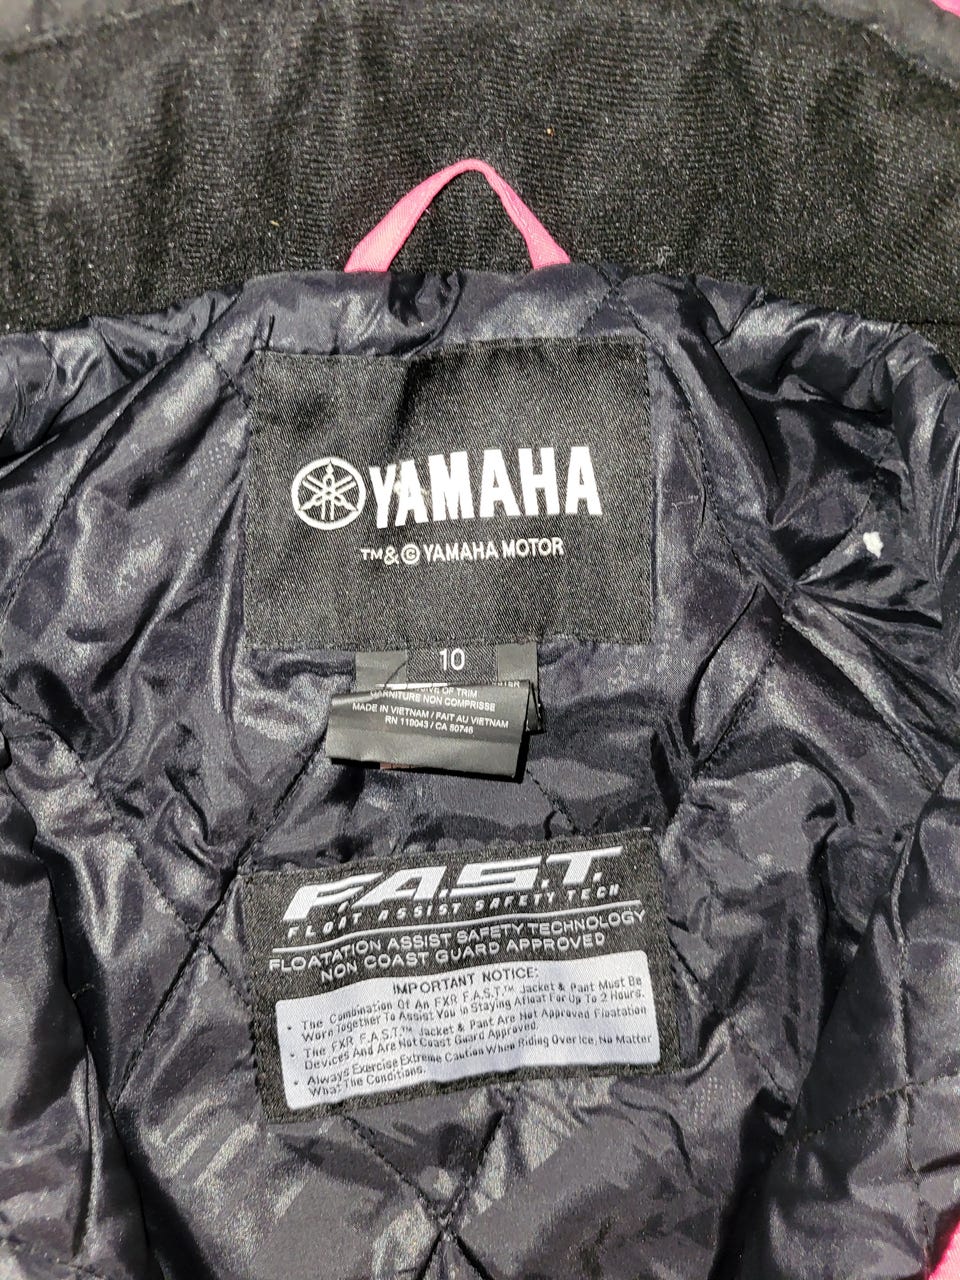 YAMAHA
™&© YAMAHA MOTOR
10
OF TRIM
GARNITURE NON COMPRISE
MADE IN VIETNAM / FAIT AU VIETNAM
RN 119043 / CA 50746
F.A.S.T.
FLOAT ASSIST SAFETY TECH
FLOATATION ASSIST SAFETY TECHNOLOGY
NON COAST GUARD APPROVED
IMPORTANT NOTICE:
• The Combination Of An FXR F.A.S.T.™ Jacket & Pant Must Be
Worn Together To Assist You In Staying Afloat For Up To 2 Hours.
• The FXR F.A.S.T.™ Jacket & Pant Are Not Approved Floatation
Devices And Are Not Coast Guard Approved.
• Always Exercise Extreme Caution When Riding Over Ice, No Matter
What The Conditions.